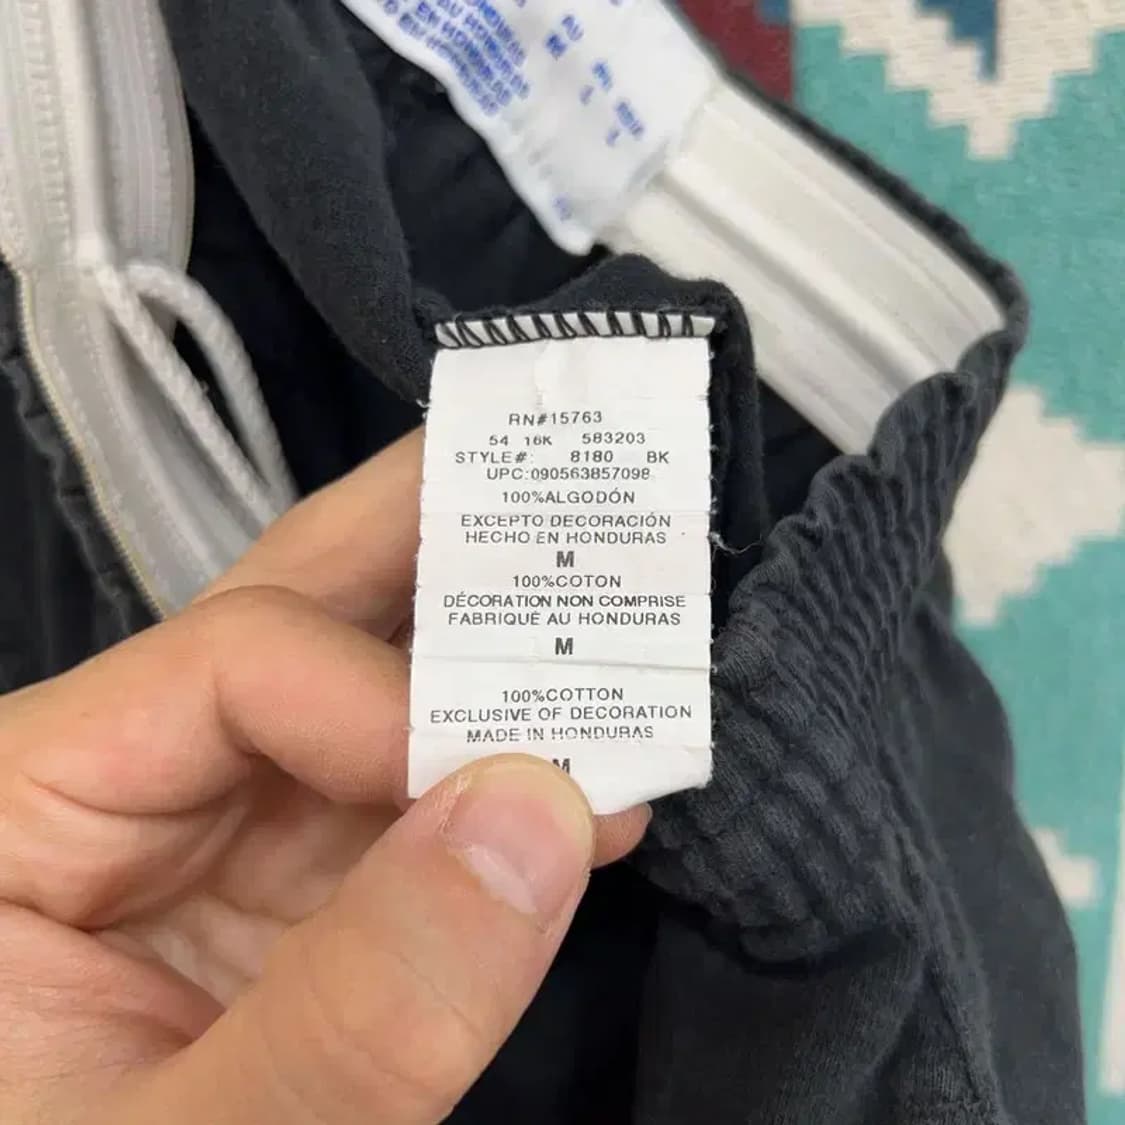 RN#15763
54 16K 583203
STYLE#: 8180 BK
UPC:090563857098
100%ALGODÓN
EXCEPTO DECORACIÓN
HECHO EN HONDURAS
M
100%COTON
DÉCORATION NON COMPRISE
FABRIQUÉ AU HONDURAS
M
100%COTTON
EXCLUSIVE OF DECORATION
MADE IN HONDURAS
M